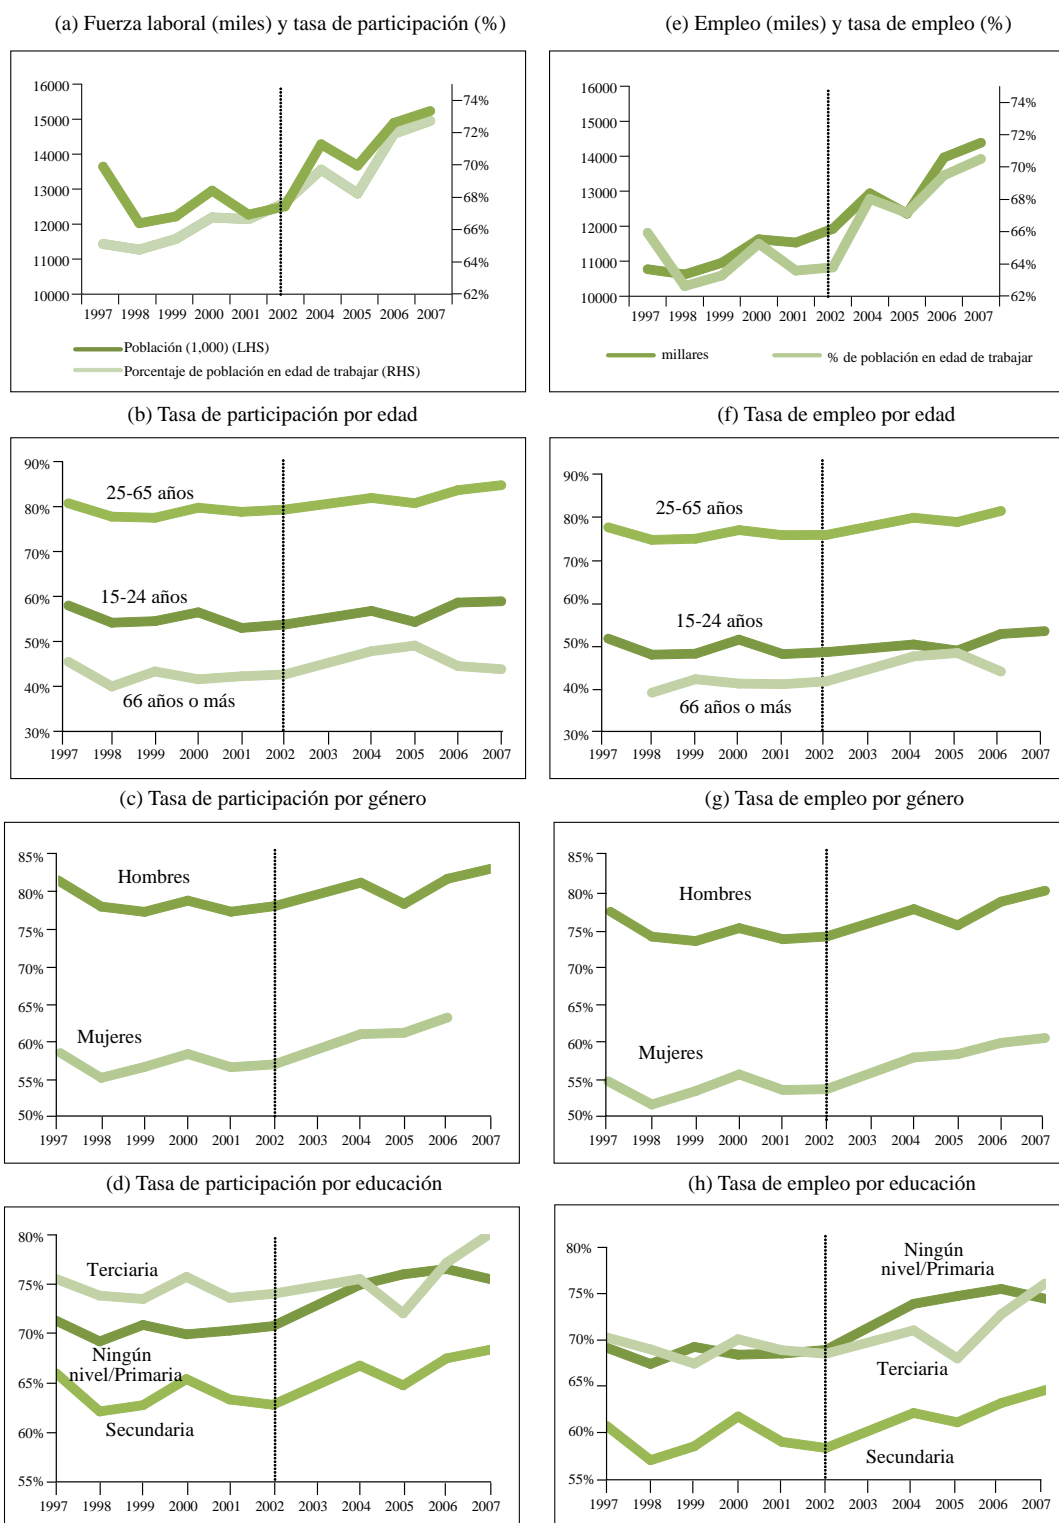 (a) Fuerza laboral (miles) y tasa de participación (%)
16000
15000
14000
13000
12000
11000
10000
74%
72%
70%
68%
66%
64%
62%
1997 1998 1999 2000 2001 2002 2004 2005 2006 2007
Población (1,000) (LHS)
Porcentaje de población en edad de trabajar (RHS)
(e) Empleo (miles) y tasa de empleo (%)
16000
15000
14000
13000
12000
11000
10000
74%
72%
70%
68%
66%
64%
62%
1997 1998 1999 2000 2001 2002 2004 2005 2006 2007
millares
% de población en edad de trabajar
(b) Tasa de participación por edad
90%
80%
70%
60%
50%
40%
30%
25-65 años
15-24 años
66 años o más
1997 1998 1999 2000 2001 2002 2003 2004 2005 2006 2007
(f) Tasa de empleo por edad
90%
80%
70%
60%
50%
40%
30%
25-65 años
15-24 años
66 años o más
1997 1998 1999 2000 2001 2002 2003 2004 2005 2006 2007
(c) Tasa de participación por género
85%
80%
75%
70%
65%
60%
55%
50%
Hombres
Mujeres
1997 1998 1999 2000 2001 2002 2003 2004 2005 2006 2007
(g) Tasa de empleo por género
85%
80%
75%
70%
65%
60%
55%
50%
Hombres
Mujeres
1997 1998 1999 2000 2001 2002 2003 2004 2005 2006 2007
(d) Tasa de participación por educación
80%
75%
70%
65%
60%
55%
Terciaria
Ningún
nivel/Primaria
Secundaria
1997 1998 1999 2000 2001 2002 2003 2004 2005 2006 2007
(h) Tasa de empleo por educación
80%
75%
70%
65%
60%
55%
Ningún
nivel/Primaria
Terciaria
Secundaria
1997 1998 1999 2000 2001 2002 2003 2004 2005 2006 2007